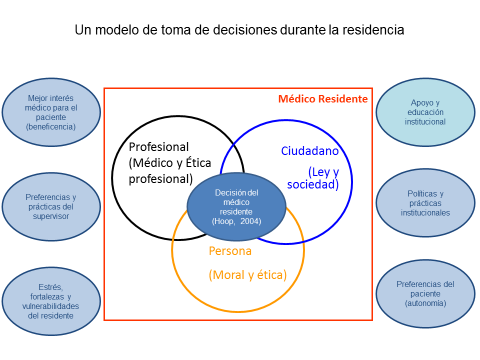 Un modelo de toma de decisiones durante la residencia
Médico Residente
Mejor interés
médico para el
paciente
(beneficencia)
Preferencias y
prácticas del
supervisor
Estrés,
fortalezas y
vulnerabilidades
del residente
Profesional
(Médico y Ética
profesional)
Ciudadano
(Ley y
sociedad)
Decisión del
médico
residente
(Hoop, 2004)
Persona
(Moral y ética)
Apoyo y
educación
institucional
Políticas y
prácticas
institucionales
Preferencias del
paciente
(autonomía)